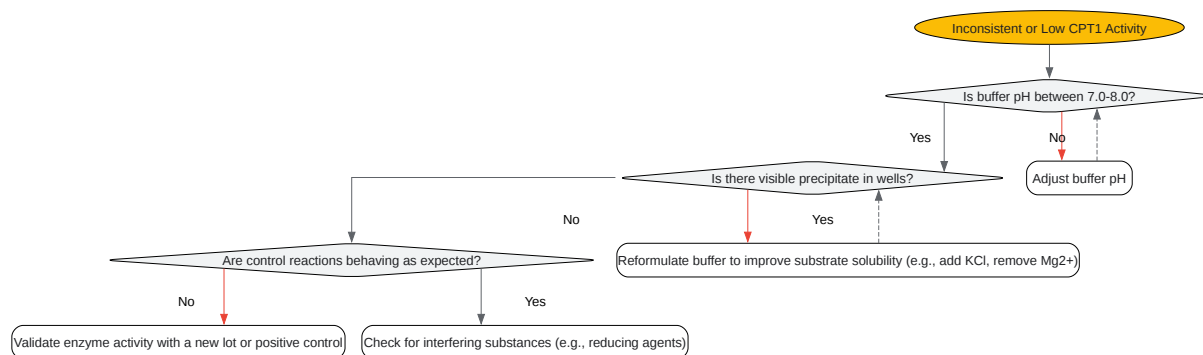 Inconsistent or Low CPT1 Activity
Is buffer pH between 7.0-8.0?
Yes
No
Is there visible precipitate in wells?
Adjust buffer pH
No
Yes
Are control reactions behaving as expected?
Reformulate buffer to improve substrate solubility (e.g., add KCl, remove Mg2+)
No
Yes
Validate enzyme activity with a new lot or positive control
Check for interfering substances (e.g., reducing agents)